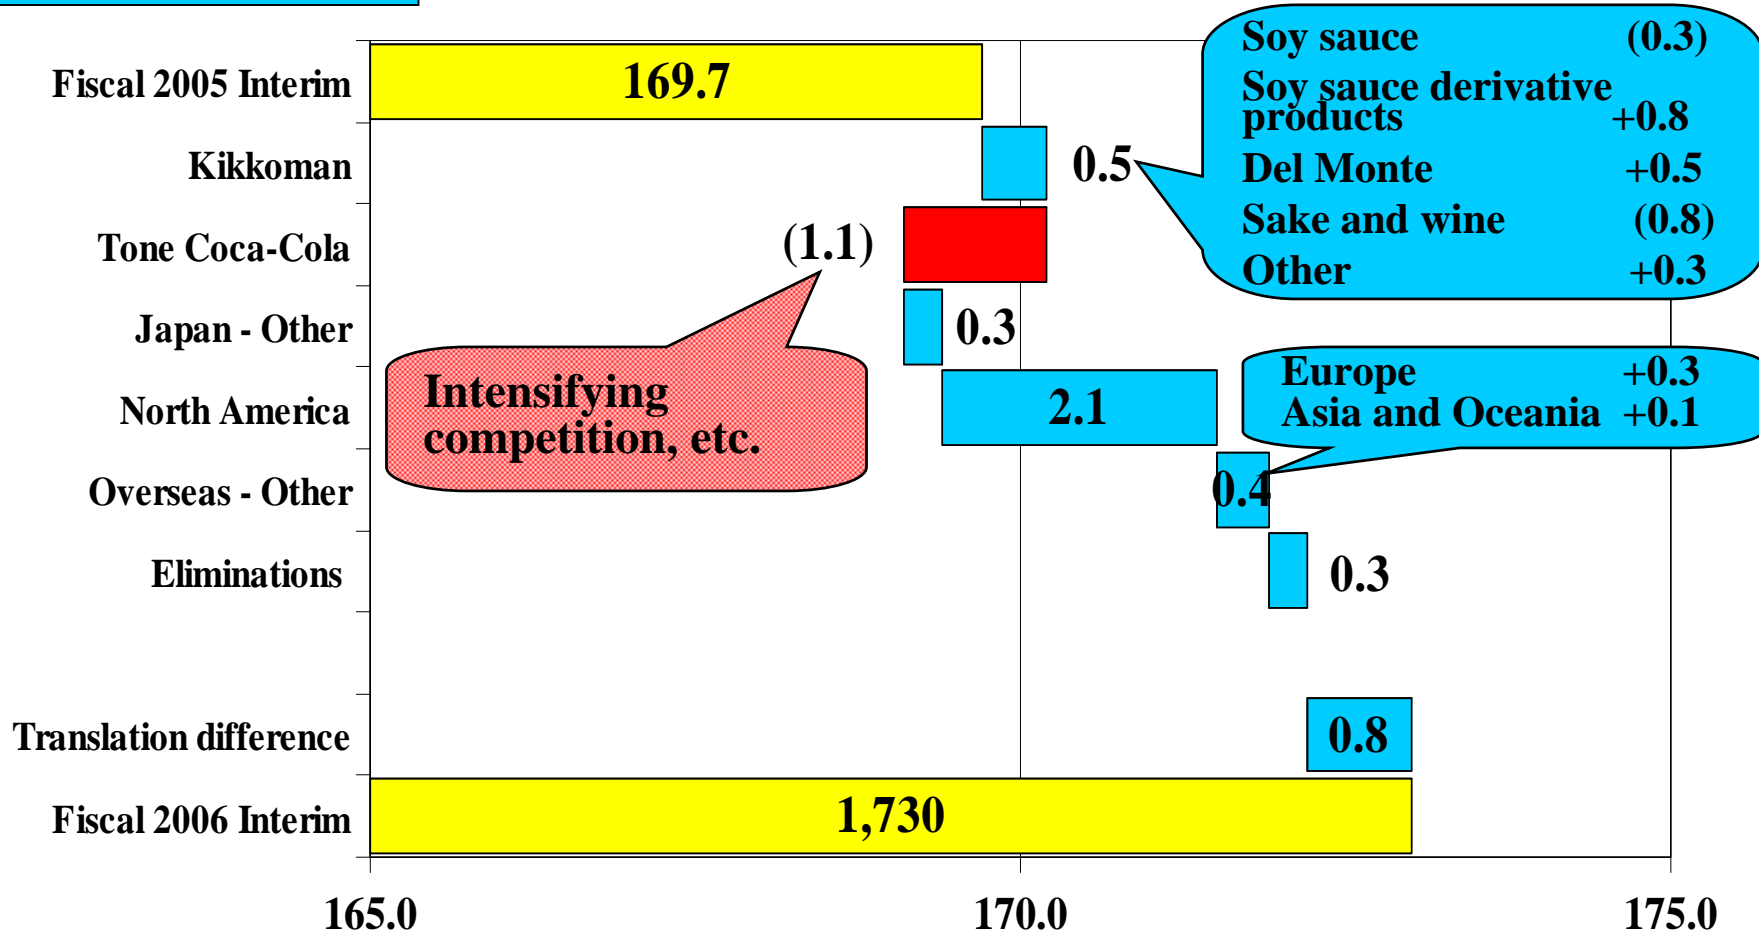 Fiscal 2005 Interim 169.7
Kikkoman 0.5
Soy sauce (0.3)
Soy sauce derivative
products +0.8
Del Monte +0.5
Sake and wine (0.8)
Other +0.3
Tone Coca-Cola (1.1)
Intensifying
competition, etc.
Japan - Other 0.3
North America 2.1
Europe +0.3
Asia and Oceania +0.1
Overseas - Other 0.4
Eliminations 0.3
Translation difference 0.8
Fiscal 2006 Interim 1,730
165.0 170.0 175.0